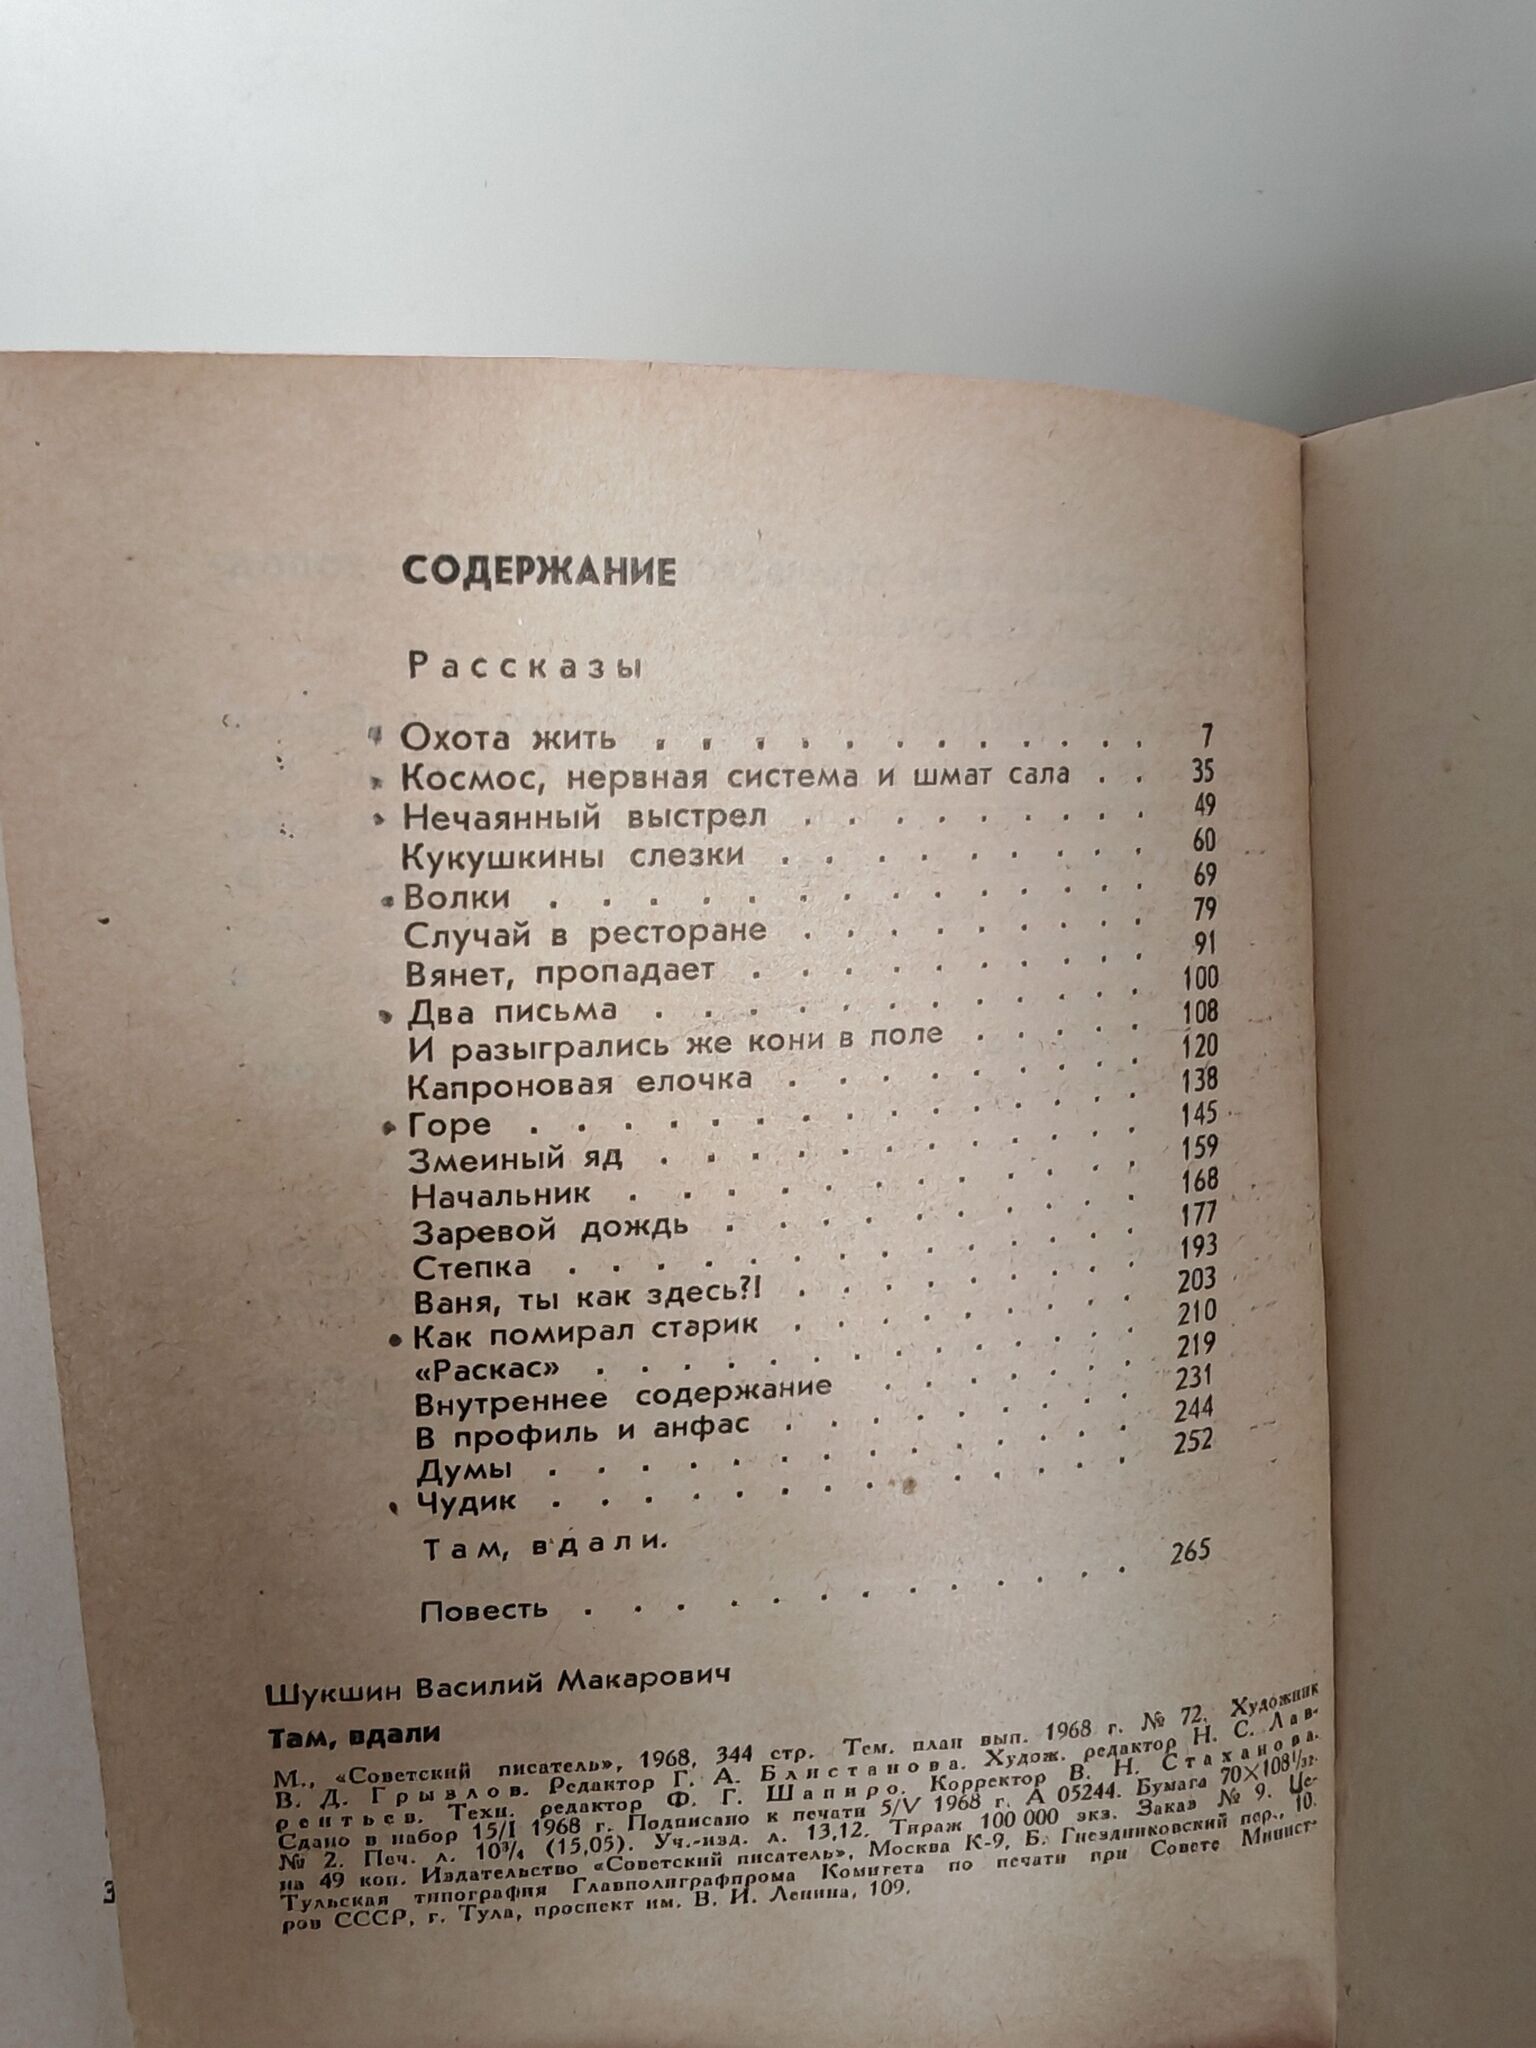 СОДЕРЖАНИЕ
Рассказы
Охота жить . . . . . . . . . . . 7
Космос, нервная система и шмат сала . . 35
Нечаянный выстрел . . . . . . . . 49
Кукушкины слезки . . . . . . . . . 60
Волки . . . . . . . . . . . . . . 69
Случай в ресторане . . . . . . . . 79
Вянет, пропадает . . . . . . . . . 91
Два письма . . . . . . . . . . . 100
И разыгрались же кони в поле . . . . 108
Капроновая елочка . . . . . . . . 120
Горе . . . . . . . . . . . . . . 138
Змеиный яд . . . . . . . . . . . 145
Начальник . . . . . . . . . . . 159
Заревой дождь . . . . . . . . . 168
Степка . . . . . . . . . . . . . 177
Ваня, ты как здесь?! . . . . . . . 193
Как помирал старик . . . . . . . . 203
«Раскас» . . . . . . . . . . . . 210
Внутреннее содержание . . . . . . 219
В профиль и анфас . . . . . . . . 231
Думы . . . . . . . . . . . . . . 244
Чудик . . . . . . . . . . . . . 252
Там, вдали.
Повесть . . . . . . . . . . . . 265
Шукшин Василий Макарович
Там, вдали
М., «Советский писатель», 1968, 344 стр. Тем. план вып. 1968 г. № 72. Художник
В. Д. Грызлов. Редактор Г. А. Блистанова. Худож. редактор Н. С. Лав-
рентьев. Техн. редактор Ф. Г. Шапиро. Корректор В. Н. Стаханова.
Сдано в набор 15/I 1968 г. Подписано к печати 5/V 1968 г. А 05244. Бумага 70×108¹/₃₂.
№ 2. Печ. л. 10³/₄ (15,05). Уч.-изд. л. 13,12. Тираж 100 000 экз. Заказ № 9. Це-
на 49 коп. Издательство «Советский писатель», Москва К-9, Б. Гнездниковский пер., 10.
Тульская типография Главполиграфпрома Комитета по печати при Совете Минист-
ров СССР, г. Тула, проспект им. В. И. Ленина, 109.